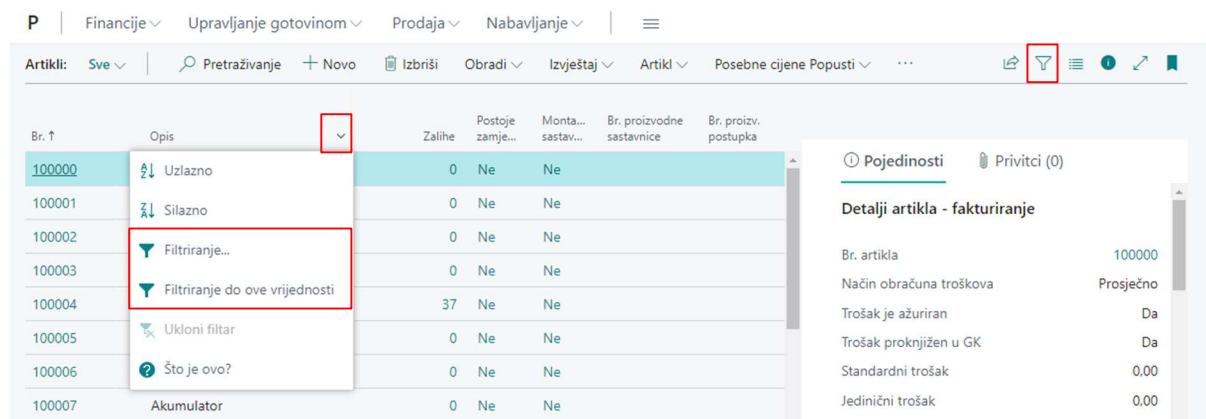 P Financije Upravljanje gotovinom Prodaja Nabavljanje
Artikli: Sve Pretraživanje Novo Izbriši Obradi Izvještaj Artikl Posebne cijene Popusti ...
Br. ↑ Opis Zalihe Postoje zamje... Monta... sastav... Br. proizvodne sastavnice Br. proizv. postupka
100000 0 Ne Ne
100001 0 Ne Ne
100002 0 Ne Ne
100003 0 Ne Ne
100004 37 Ne Ne
100005 0 Ne Ne
100006 0 Ne Ne
100007 Akumulator 0 Ne Ne
Uzlazno
Silazno
Filtriranje...
Filtriranje do ove vrijednosti
Ukloni filtar
Što je ovo?
Pojedinosti Privitci (0)
Detalji artikla - fakturiranje
Br. artikla 100000
Način obračuna troškova Prosječno
Trošak je ažuriran Da
Trošak proknjižen u GK Da
Standardni trošak 0,00
Jedinični trošak 0,00